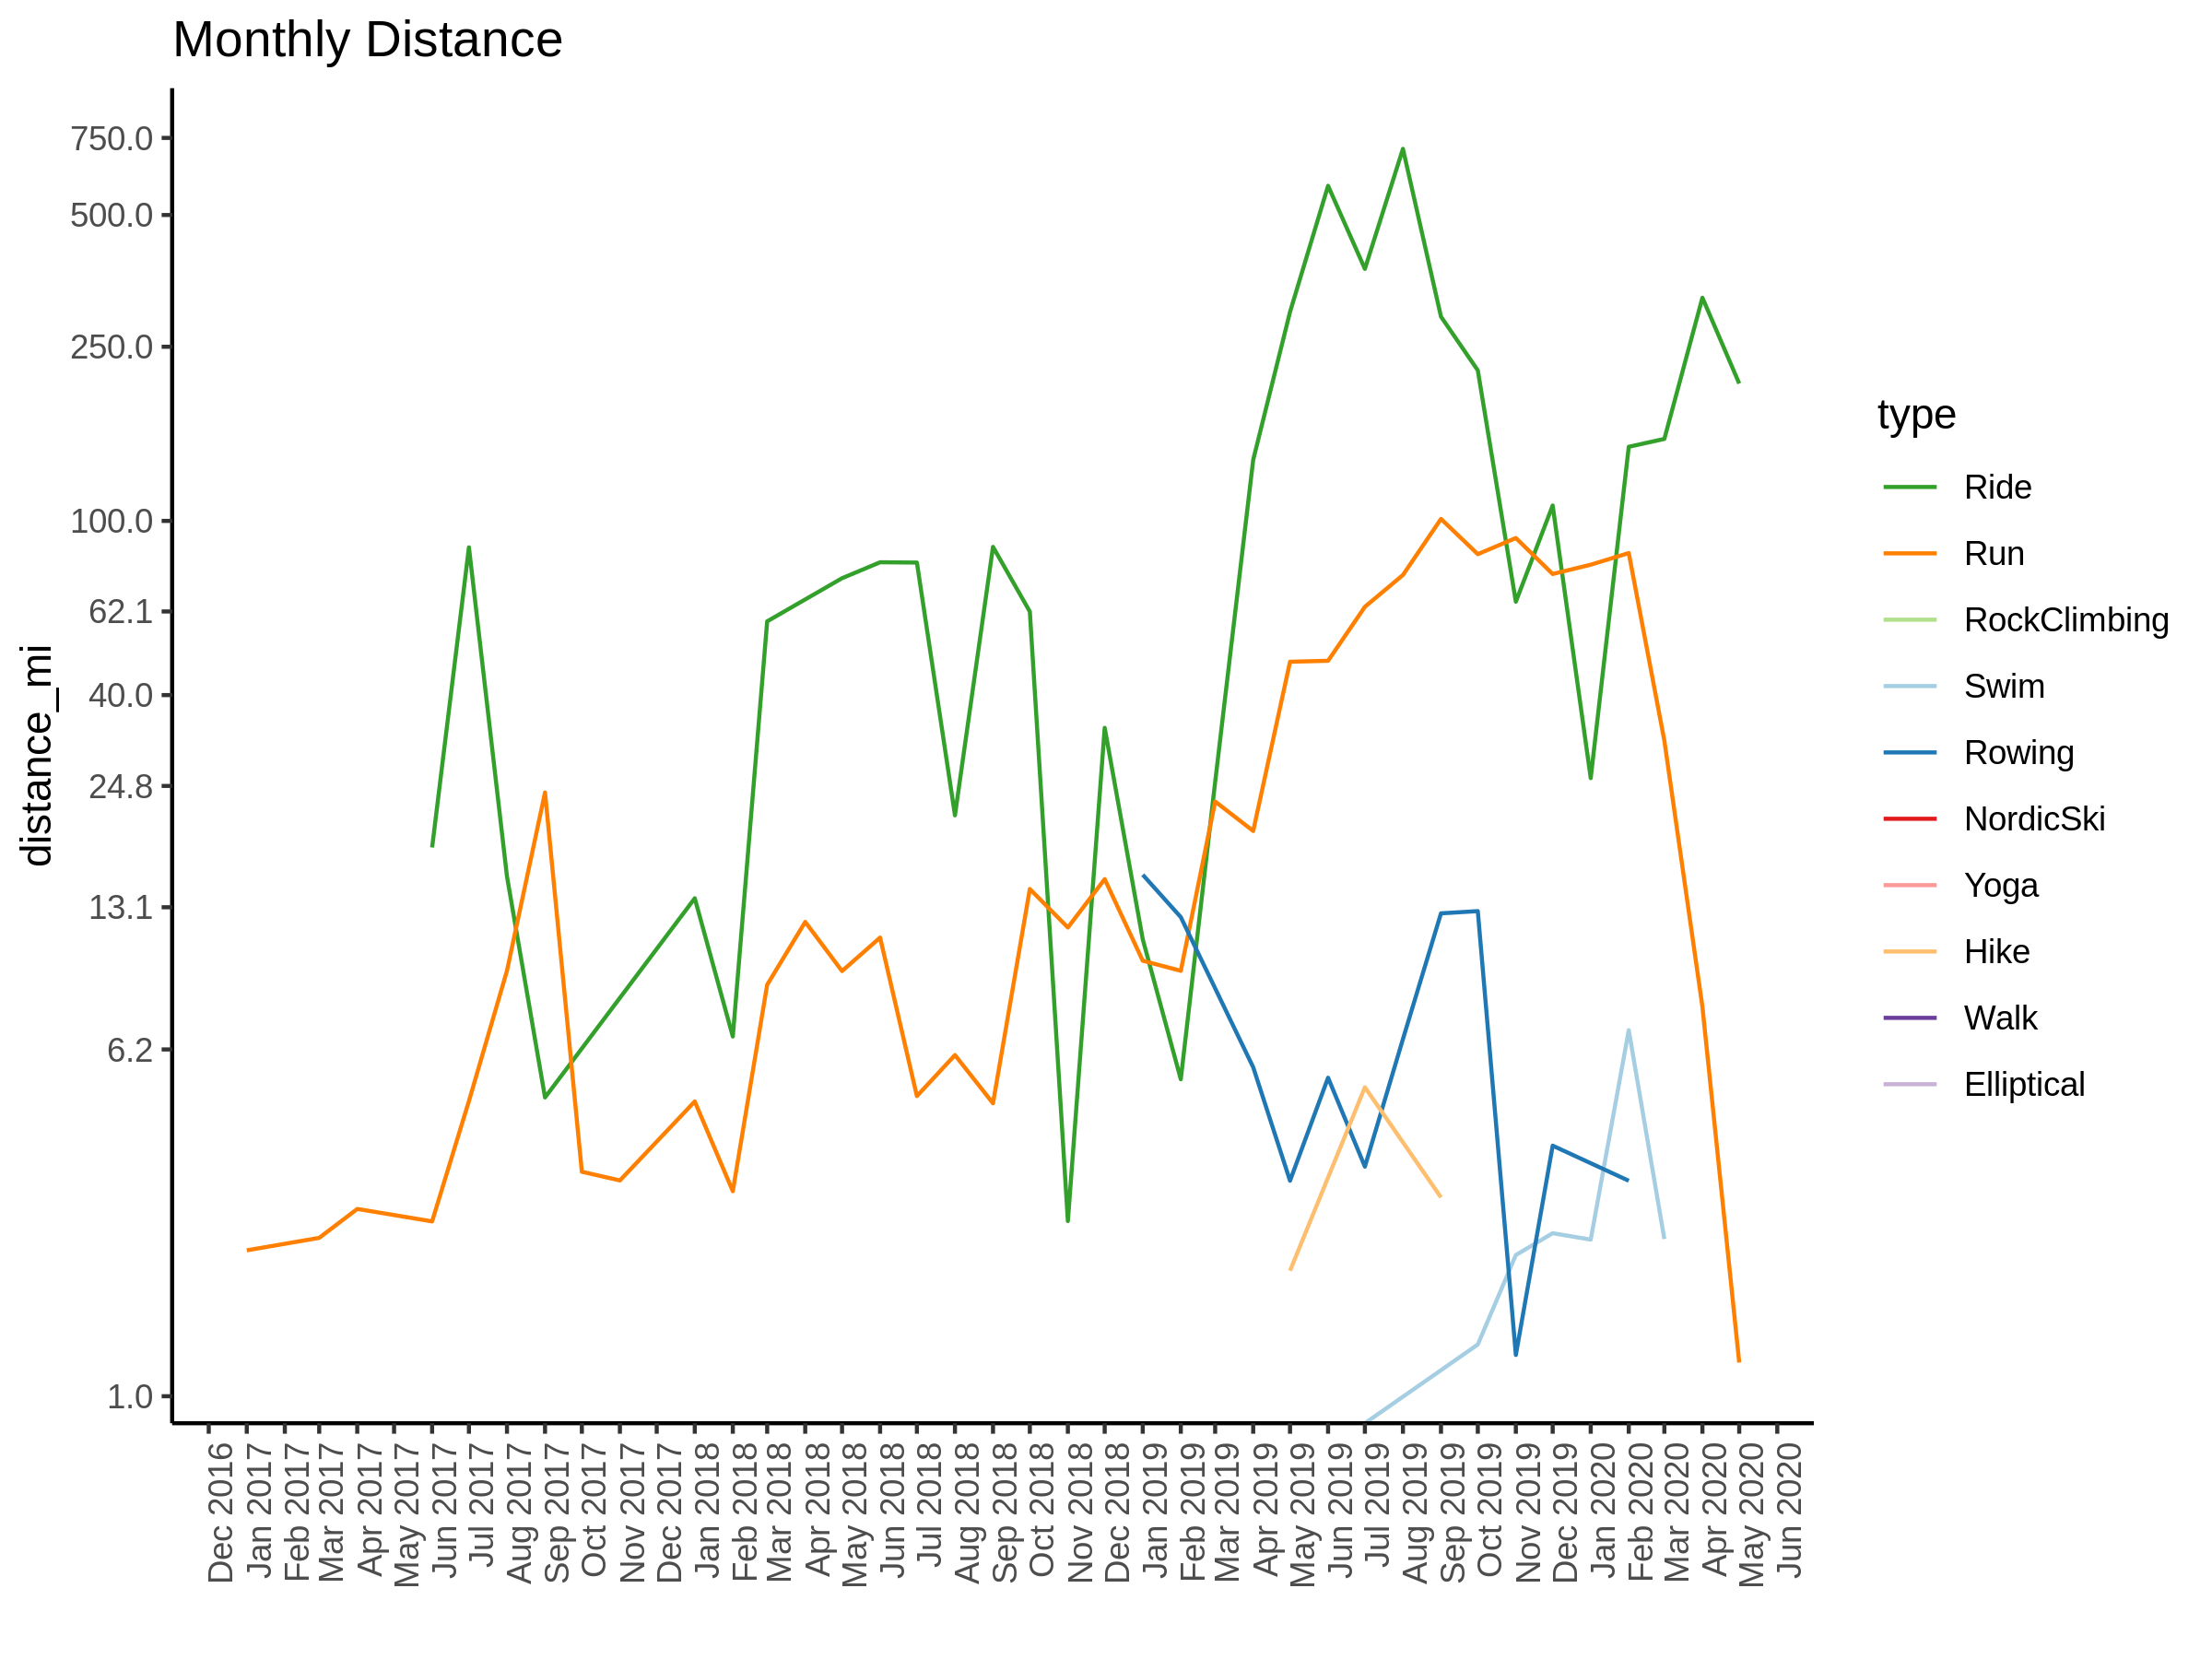 Monthly Distance
distance_mi
750.0
500.0
250.0
100.0
62.1
40.0
24.8
13.1
6.2
1.0
Dec 2016
Jan 2017
Feb 2017
Mar 2017
Apr 2017
May 2017
Jun 2017
Jul 2017
Aug 2017
Sep 2017
Oct 2017
Nov 2017
Dec 2017
Jan 2018
Feb 2018
Mar 2018
Apr 2018
May 2018
Jun 2018
Jul 2018
Aug 2018
Sep 2018
Oct 2018
Nov 2018
Dec 2018
Jan 2019
Feb 2019
Mar 2019
Apr 2019
May 2019
Jun 2019
Jul 2019
Aug 2019
Sep 2019
Oct 2019
Nov 2019
Dec 2019
Jan 2020
Feb 2020
Mar 2020
Apr 2020
May 2020
Jun 2020
type
Ride
Run
RockClimbing
Swim
Rowing
NordicSki
Yoga
Hike
Walk
Elliptical